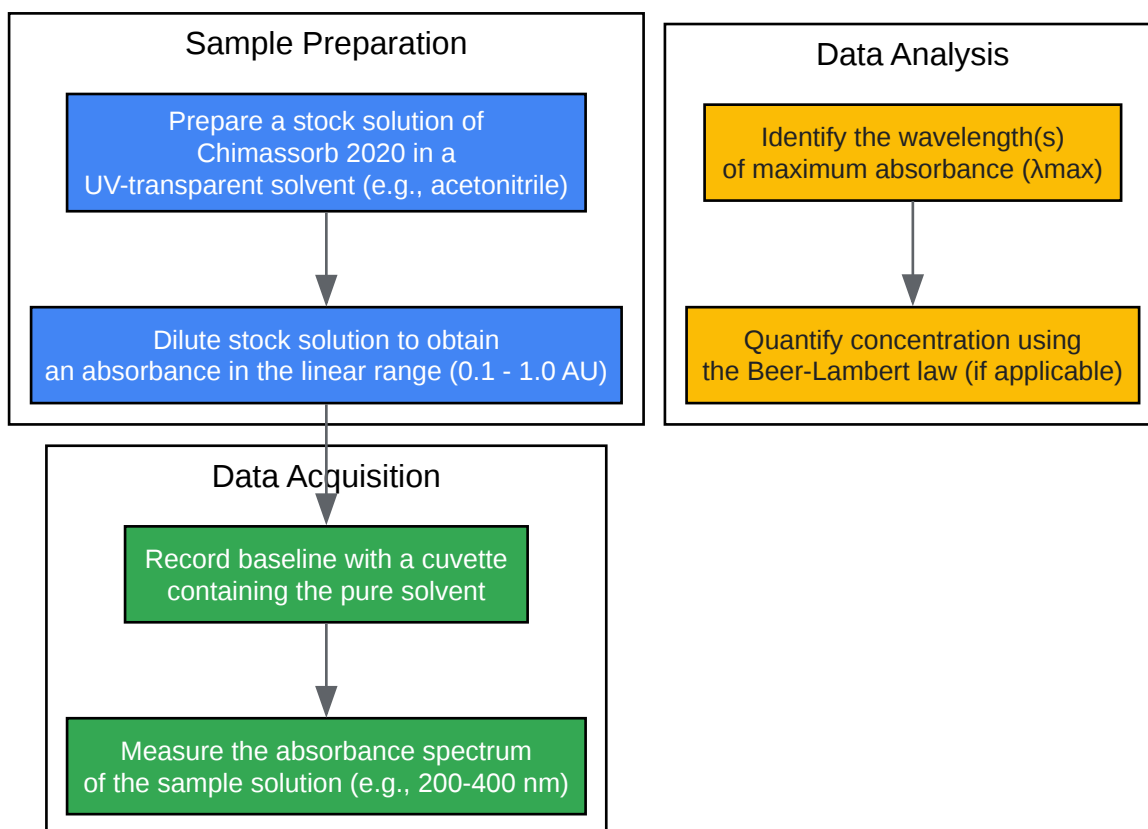 Sample Preparation
Prepare a stock solution of
Chimassorb 2020 in a
UV-transparent solvent (e.g., acetonitrile)
Dilute stock solution to obtain
an absorbance in the linear range (0.1 - 1.0 AU)
Data Acquisition
Record baseline with a cuvette
containing the pure solvent
Measure the absorbance spectrum
of the sample solution (e.g., 200-400 nm)
Data Analysis
Identify the wavelength(s)
of maximum absorbance (λmax)
Quantify concentration using
the Beer-Lambert law (if applicable)